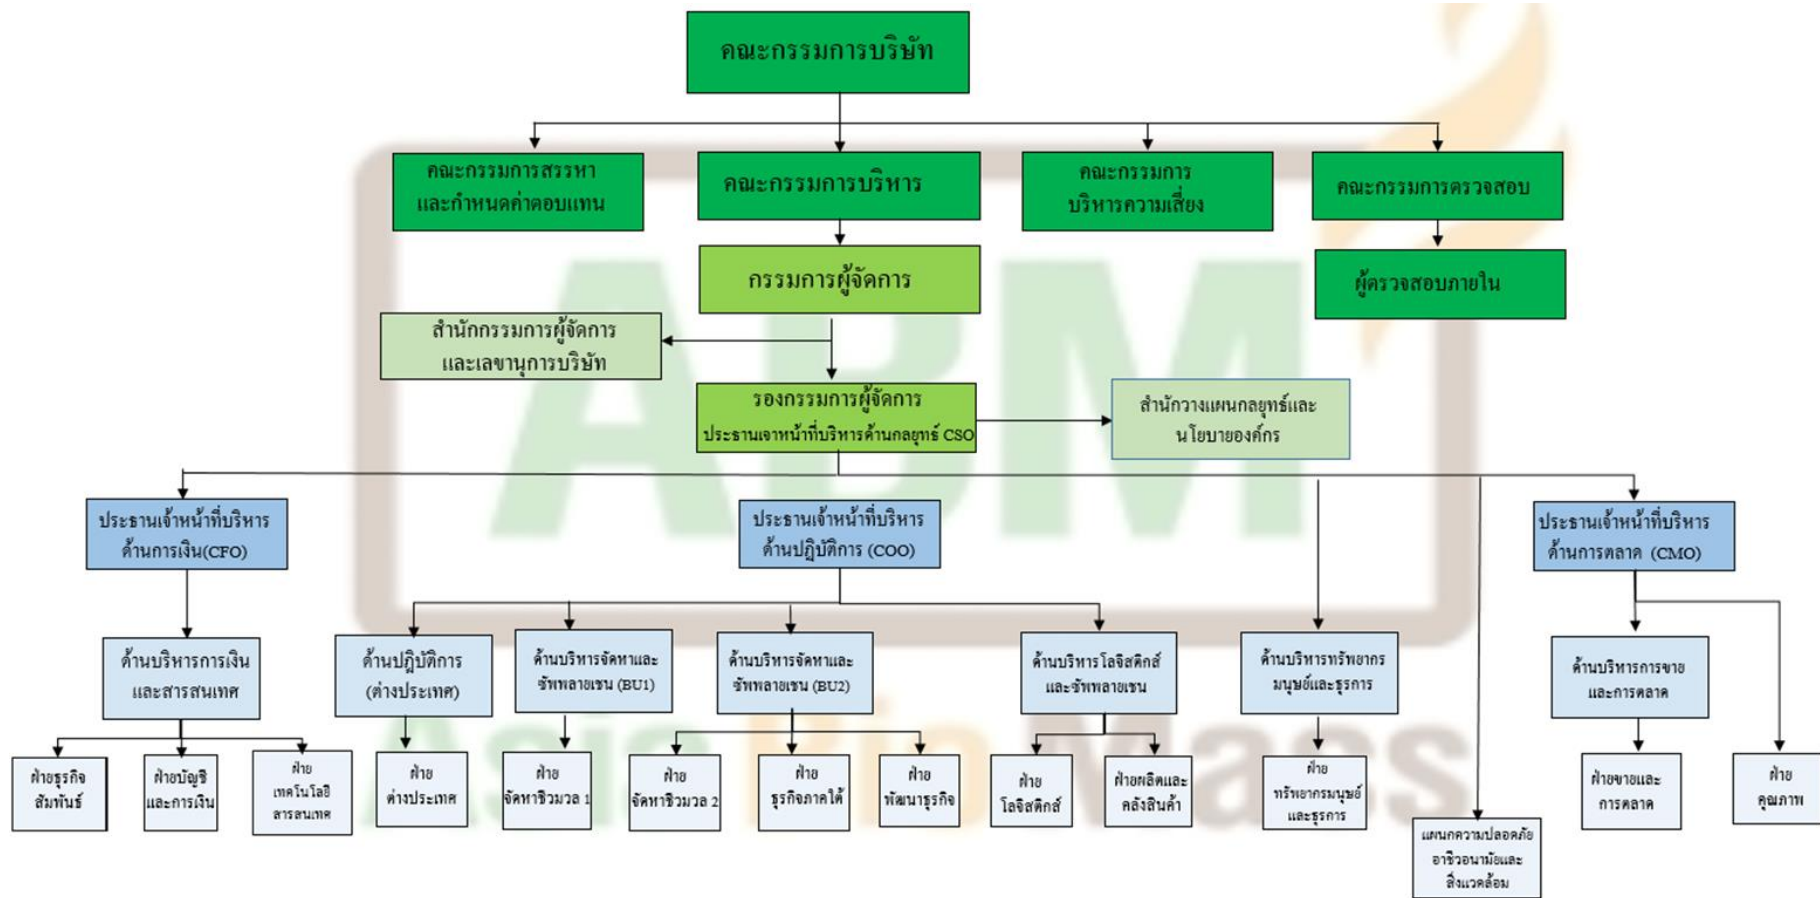 คณะกรรมการบริษัท
คณะกรรมการสรรหา
และกำหนดค่าตอบแทน
คณะกรรมการบริหาร
คณะกรรมการ
บริหารความเสี่ยง
คณะกรรมการตรวจสอบ
กรรมการผู้จัดการ
ผู้ตรวจสอบภายใน
สำนักกรรมการผู้จัดการ
และเลขานุการบริษัท
รองกรรมการผู้จัดการ
ประธานเจาหน้าที่บริหารด้านกลยุทธ์ CSO
สำนักวางแผนกลยุทธ์และ
นโยบายองค์กร
ประธานเจ้าหน้าที่บริหาร
ด้านการเงิน(CFO)
ประธานเจ้าหน้าที่บริหาร
ด้านปฏิบัติการ (COO)
ประธานเจ้าหน้าที่บริหาร
ด้านการตลาด (CMO)
ด้านบริหารการเงิน
และสารสนเทศ
ด้านปฏิบัติการ
(ต่างประเทศ)
ด้านบริหารจัดหาและ
ซัพพลายเชน (BU1)
ด้านบริหารจัดหาและ
ซัพพลายเชน (BU2)
ด้านบริหารโลจิสติกส์
และซัพพลายเชน
ด้านบริหารทรัพยากร
มนุษย์และธุรการ
ด้านบริหารการขาย
และการตลาด
ฝ่ายธุรกิจ
สัมพันธ์
ฝ่ายบัญชี
และการเงิน
ฝ่าย
เทคโนโลยี
สารสนเทศ
ฝ่าย
ต่างประเทศ
ฝ่าย
จัดหาชีวมวล 1
ฝ่าย
จัดหาชีวมวล 2
ฝ่าย
ธุรกิจภาคใต้
ฝ่าย
พัฒนาธุรกิจ
ฝ่าย
โลจิสติกส์
ฝ่ายผลิตและ
คลังสินค้า
ฝ่าย
ทรัพยากรมนุษย์
และธุรการ
แผนกความปลอดภัย
อาชีวอนามัยและ
สิ่งแวดล้อม
ฝ่ายขายและ
การตลาด
ฝ่าย
คุณภาพ
ABM
Asia Bio Mass